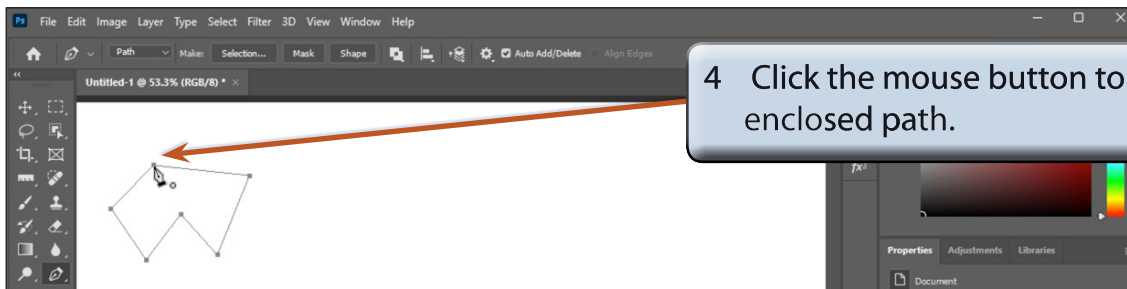 Ps File Edit Image Layer Type Select Filter 3D View Window Help
Path Make: Selection... Mask Shape Auto Add/Delete Align Edges
Untitled-1 @ 53.3% (RGB/8) * ×
4 Click the mouse button to
enclosed path.
fx
Properties Adjustments Libraries
Document